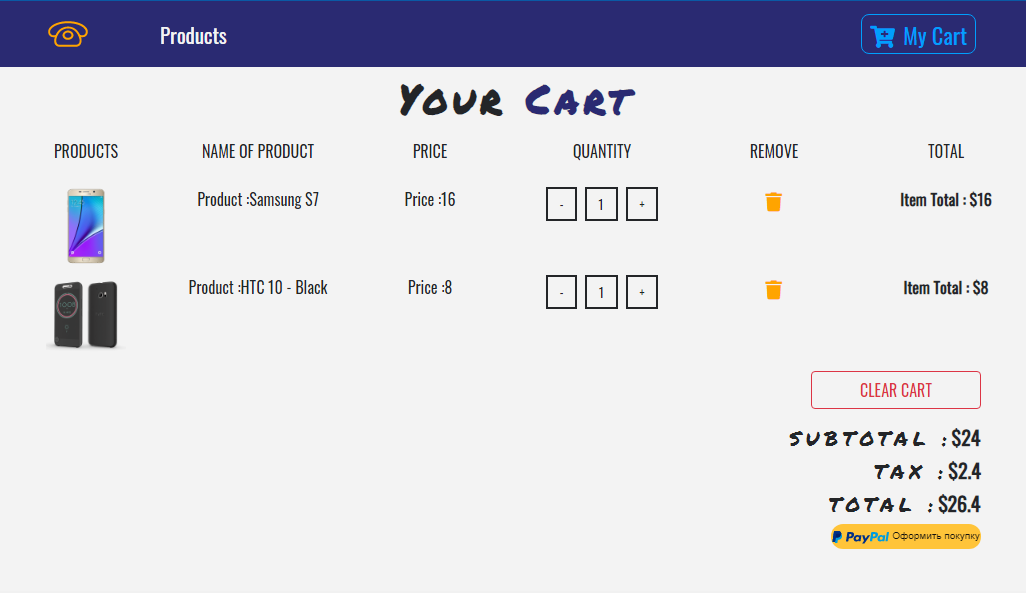 Products My Cart
Your Cart
PRODUCTS NAME OF PRODUCT PRICE QUANTITY REMOVE TOTAL
Product :Samsung S7 Price :16 - 1 + Item Total : $16
Product :HTC 10 - Black Price :8 - 1 + Item Total : $8
CLEAR CART
SUBTOTAL : $24
TAX : $2.4
TOTAL : $26.4
PayPal Оформить покупку